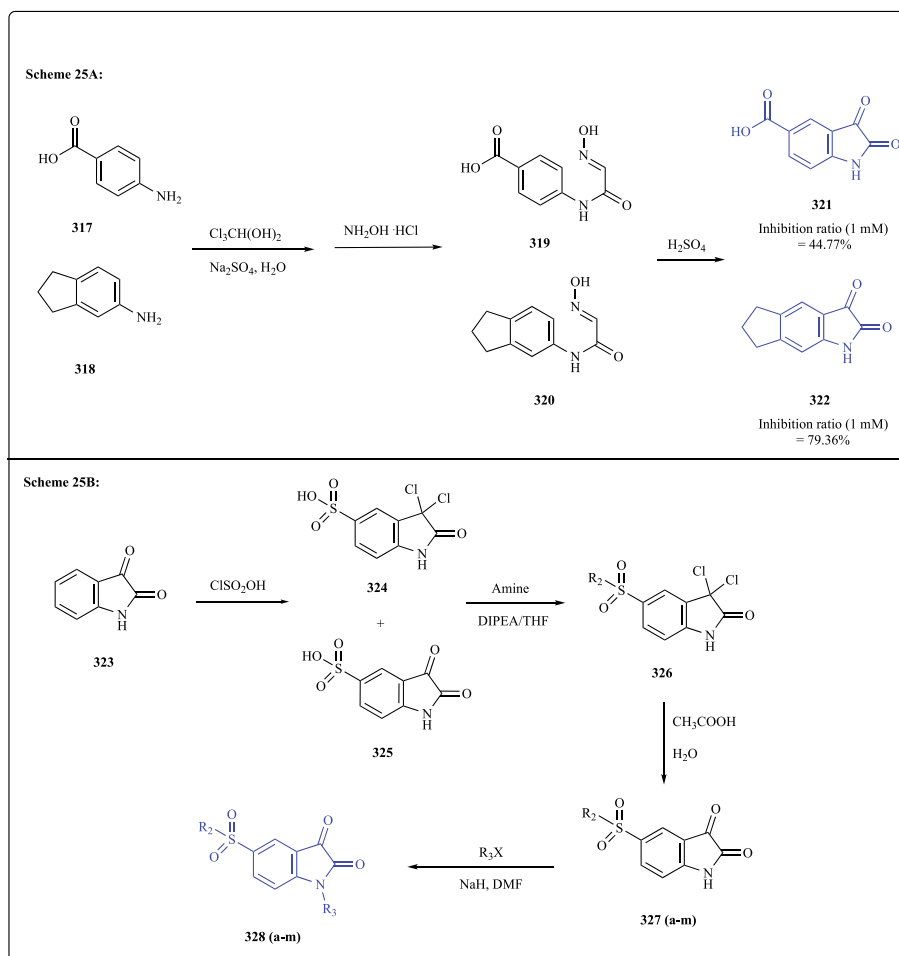 Scheme 25A:
O
HO
NH₂
317
NH₂
318
Cl₃CH(OH)₂
Na₂SO₄, H₂O
NH₂OH ·HCl
OH
O
N
HO
N
H
O
319
OH
N
N
H
O
320
H₂SO₄
O
O
HO
O
N
H
321
Inhibition ratio (1 mM)
= 44.77%
O
O
N
H
322
Inhibition ratio (1 mM)
= 79.36%
Scheme 25B:
O
O
N
H
323
ClSO₂OH
O
Cl
Cl
HO
S
O
O
N
H
324
+
O
O
HO
S
O
O
N
H
325
Amine
DIPEA/THF
O
Cl
Cl
R₂
S
O
O
N
H
326
CH₃COOH
H₂O
O
O
R₂
S
O
O
N
H
327 (a-m)
R₃X
NaH, DMF
O
O
R₂
S
O
O
N
R₃
328 (a-m)